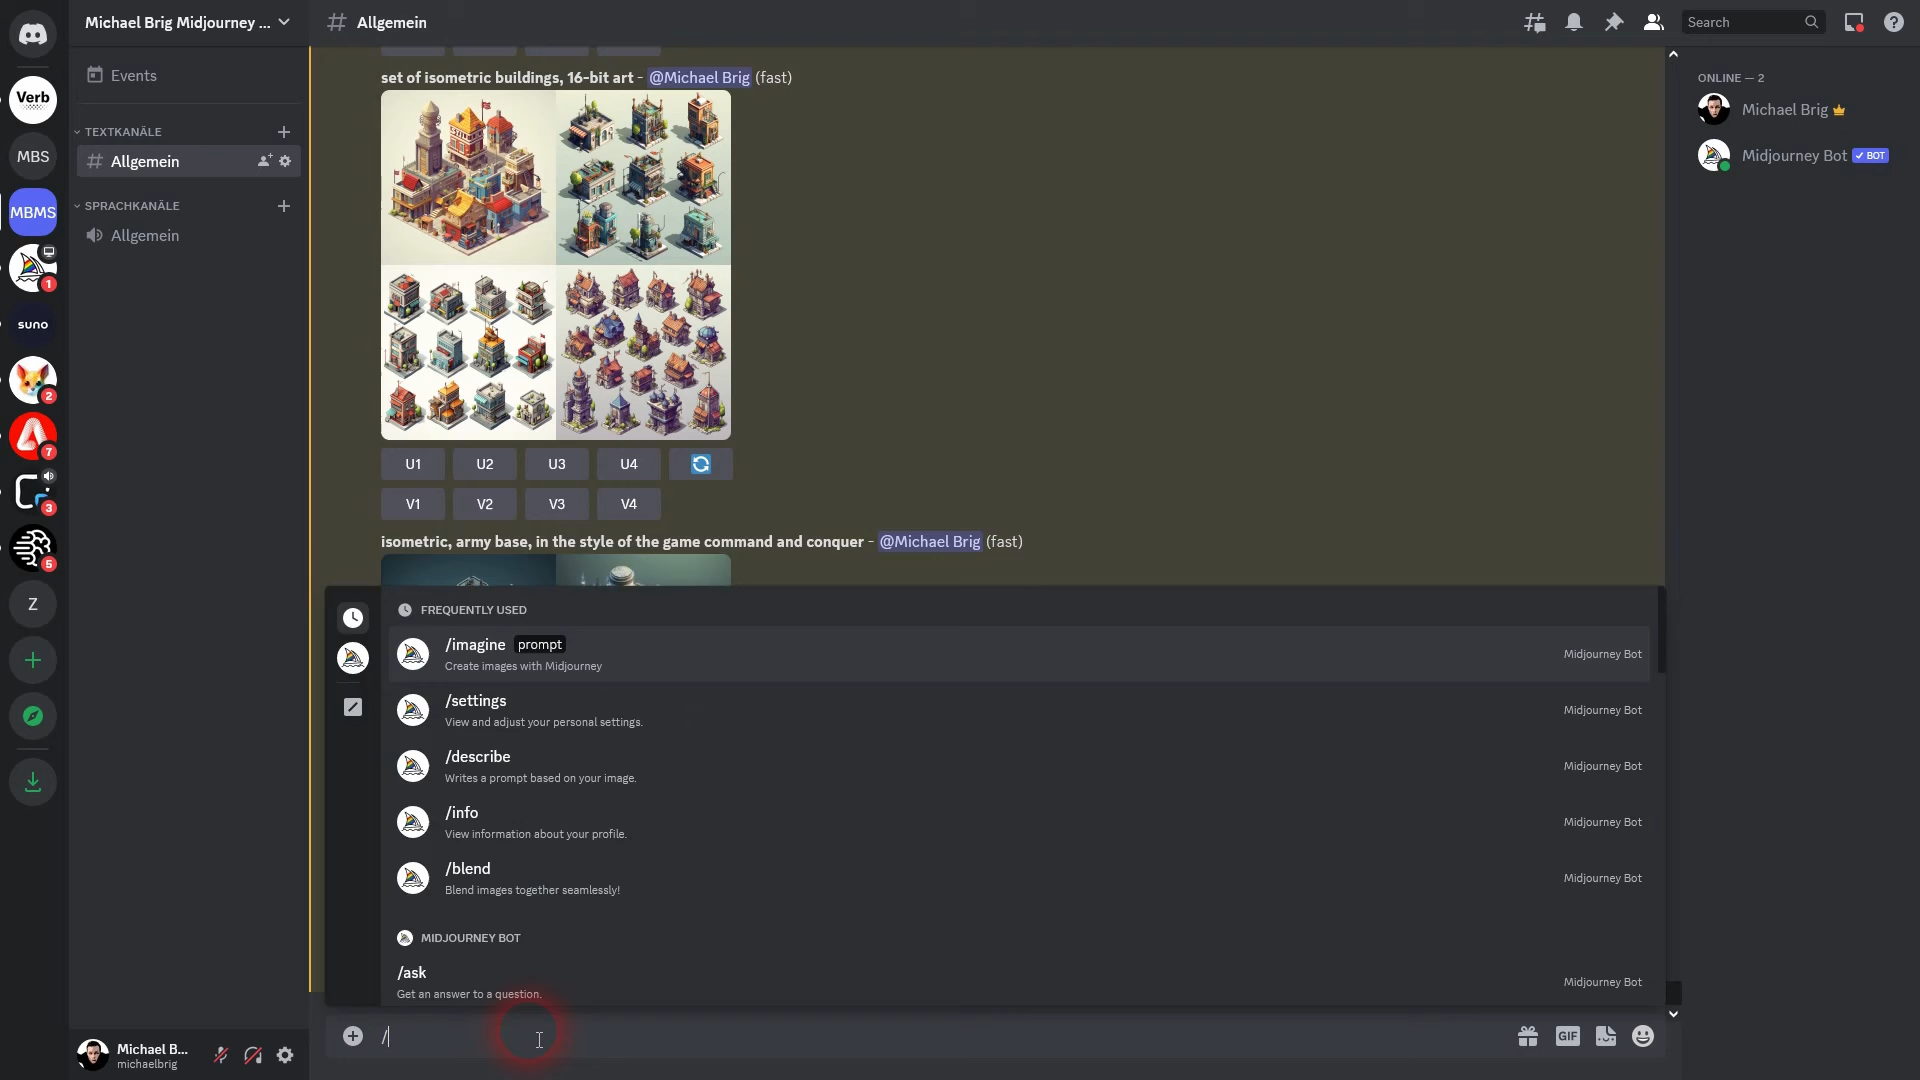 Michael Brig Midjourney ...
Allgemein
Search
Verb
MBS
MBMS
1
suno
2
7
3
5
Z
Events
TEXTKANÄLE
Allgemein
SPRACHKANÄLE
Allgemein
set of isometric buildings, 16-bit art - @Michael Brig (fast)
U1 U2 U3 U4
V1 V2 V3 V4
isometric, army base, in the style of the game command and conquer - @Michael Brig (fast)
FREQUENTLY USED
/imagine prompt
Create images with Midjourney
Midjourney Bot
/settings
View and adjust your personal settings.
Midjourney Bot
/describe
Writes a prompt based on your image.
Midjourney Bot
/info
View information about your profile.
Midjourney Bot
/blend
Blend images together seamlessly!
Midjourney Bot
MIDJOURNEY BOT
/ask
Get an answer to a question.
Midjourney Bot
/
GIF
ONLINE — 2
Michael Brig
Midjourney Bot BOT
Michael B...
michaelbrig